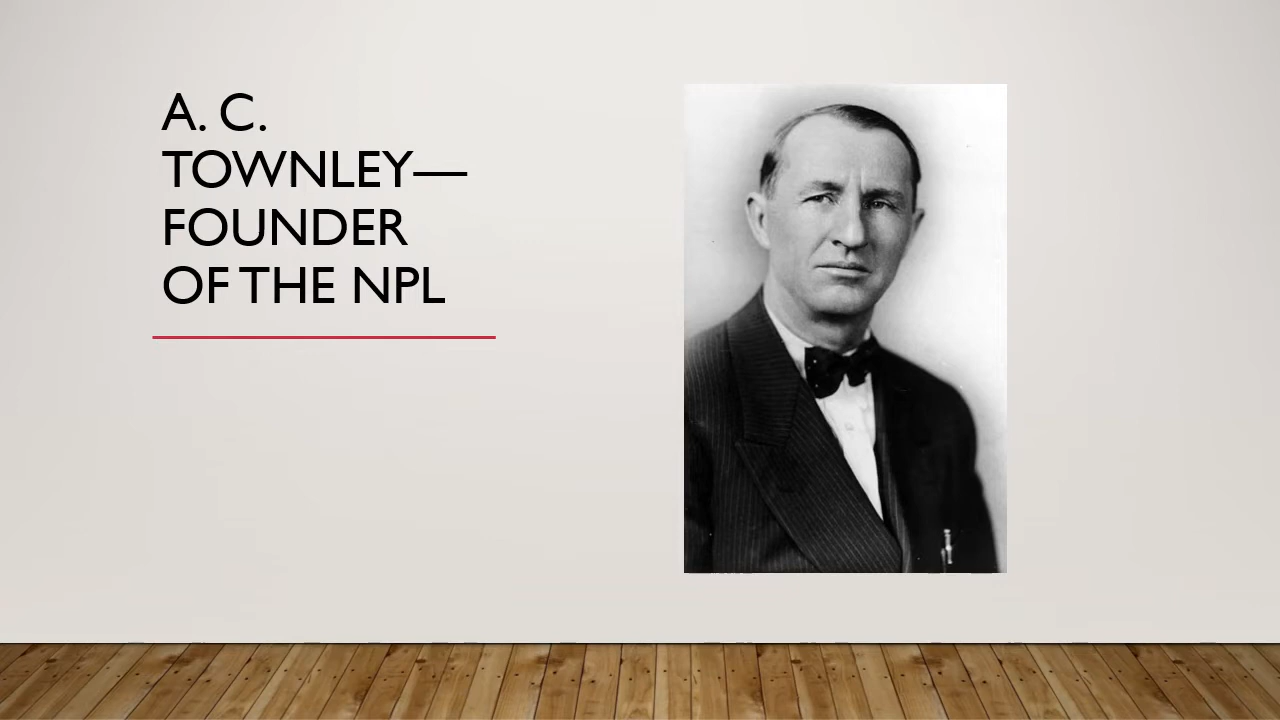 A. C.
TOWNLEY—
FOUNDER
OF THE NPL